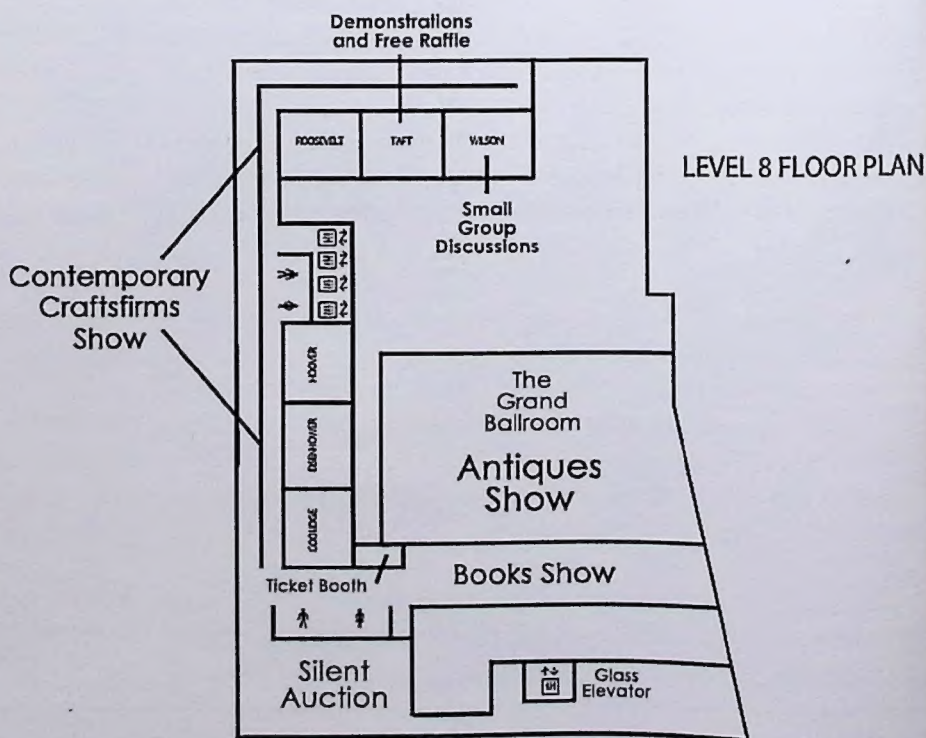 Demonstrations
and Free Raffle
ROOSEVELT
TAFT
WILSON
LEVEL 8 FLOOR PLAN
Small
Group
Discussions
Contemporary
Craftsfirms
Show
HOOVER
The
Grand
Ballroom
EISENHOWER
Antiques
Show
COOLIDGE
Ticket Booth
Books Show
Silent
Auction
Glass
Elevator